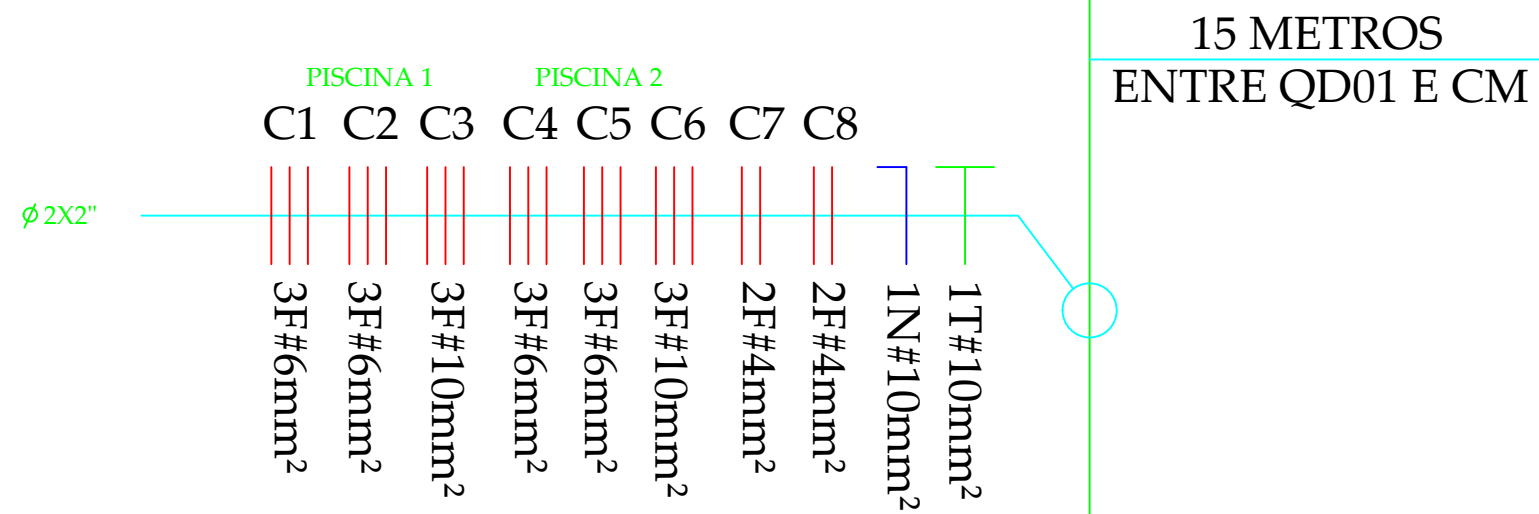 15 METROS
ENTRE QD01 E CM
PISCINA 1 PISCINA 2
C1 C2 C3 C4 C5 C6 C7 C8
ø 2X2"
3F#6mm²
3F#6mm²
3F#10mm²
3F#6mm²
3F#6mm²
3F#10mm²
2F#4mm²
2F#4mm²
1N#10mm²
1T#10mm²